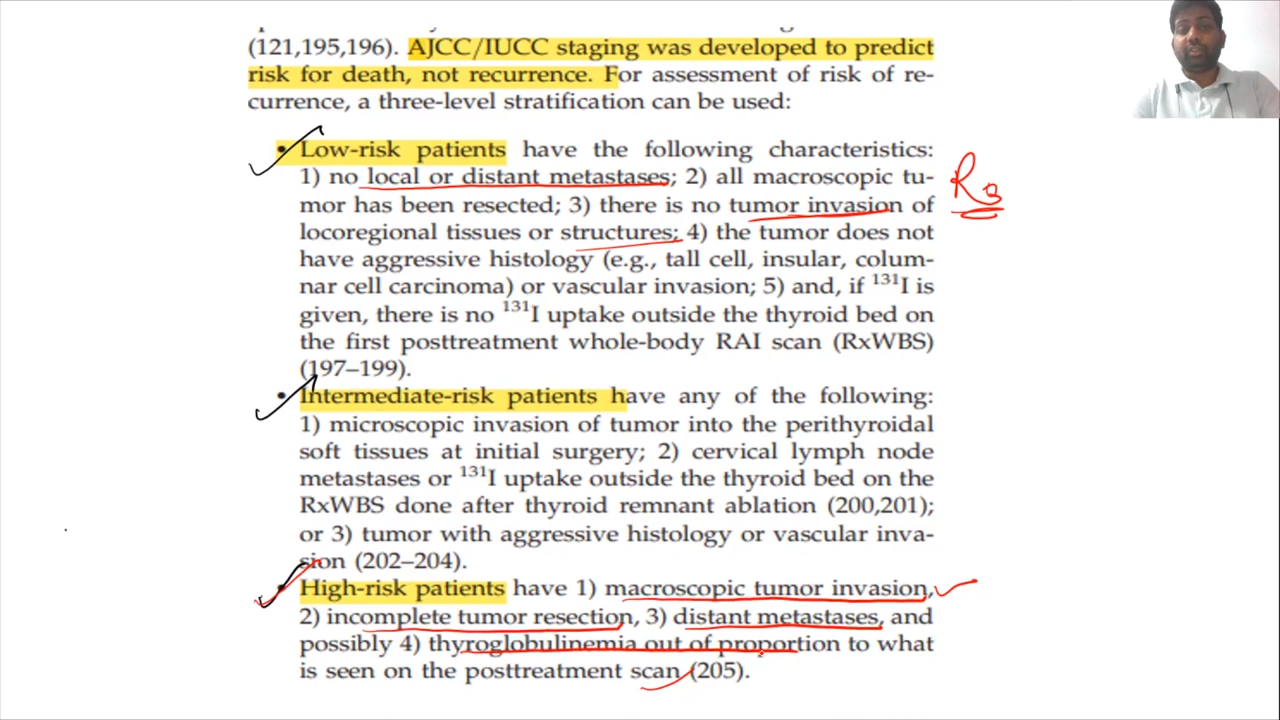 (121,195,196). AJCC/IUCC staging was developed to predict
risk for death, not recurrence. For assessment of risk of re-
currence, a three-level stratification can be used:
• Low-risk patients have the following characteristics:
1) no local or distant metastases; 2) all macroscopic tu-
mor has been resected; 3) there is no tumor invasion of
locoregional tissues or structures; 4) the tumor does not
have aggressive histology (e.g., tall cell, insular, colum-
nar cell carcinoma) or vascular invasion; 5) and, if ¹³¹I is
given, there is no ¹³¹I uptake outside the thyroid bed on
the first posttreatment whole-body RAI scan (RxWBS)
(197–199).
• Intermediate-risk patients have any of the following:
1) microscopic invasion of tumor into the perithyroidal
soft tissues at initial surgery; 2) cervical lymph node
metastases or ¹³¹I uptake outside the thyroid bed on the
RxWBS done after thyroid remnant ablation (200,201);
or 3) tumor with aggressive histology or vascular inva-
sion (202–204).
• High-risk patients have 1) macroscopic tumor invasion,
2) incomplete tumor resection, 3) distant metastases, and
possibly 4) thyroglobulinemia out of proportion to what
is seen on the posttreatment scan (205).